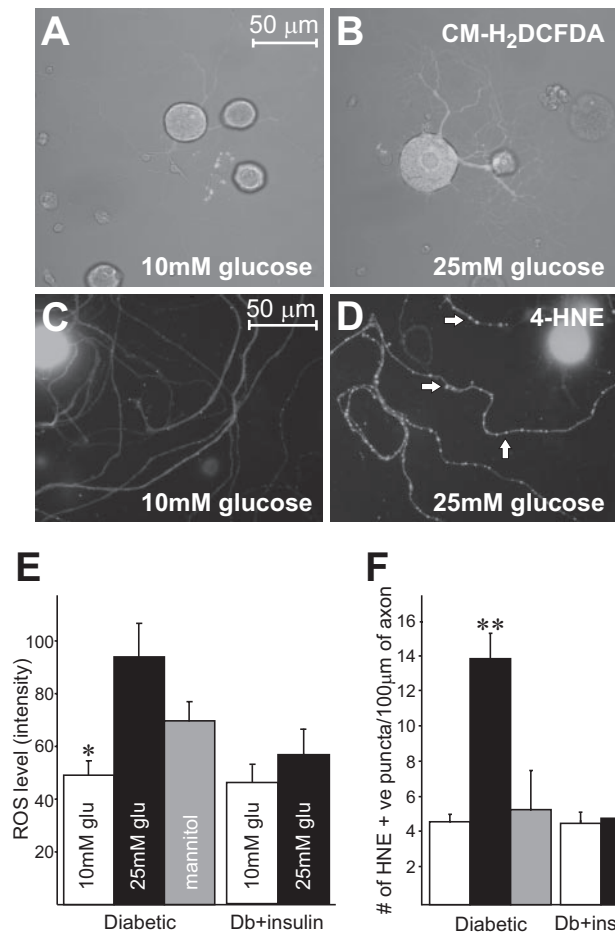 A
50 µm
B
CM-H₂DCFDA
10mM glucose
25mM glucose
C
50 µm
D
4-HNE
10mM glucose
25mM glucose
E
ROS level (intensity)
100
80
60
40
20
*
10mM glu
25mM glu
mannitol
10mM glu
25mM glu
Diabetic
Db+insulin
F
# of HNE + ve puncta/100µm of axon
16
14
12
10
8
6
4
2
**
Diabetic
Db+ins